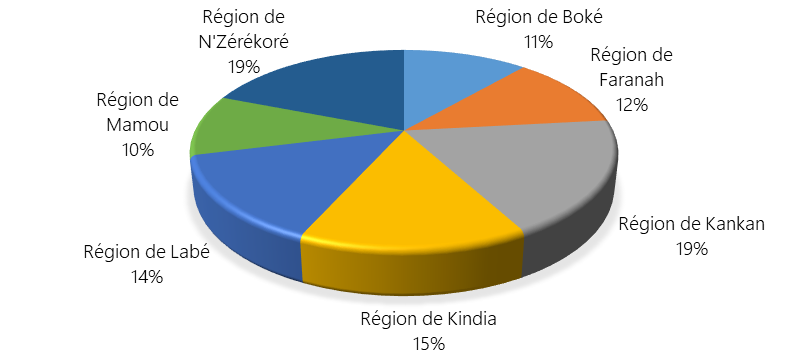 Région de Boké
11%
Région de
Faranah
12%
Région de Kankan
19%
Région de Kindia
15%
Région de Labé
14%
Région de
Mamou
10%
Région de
N'Zérékoré
19%